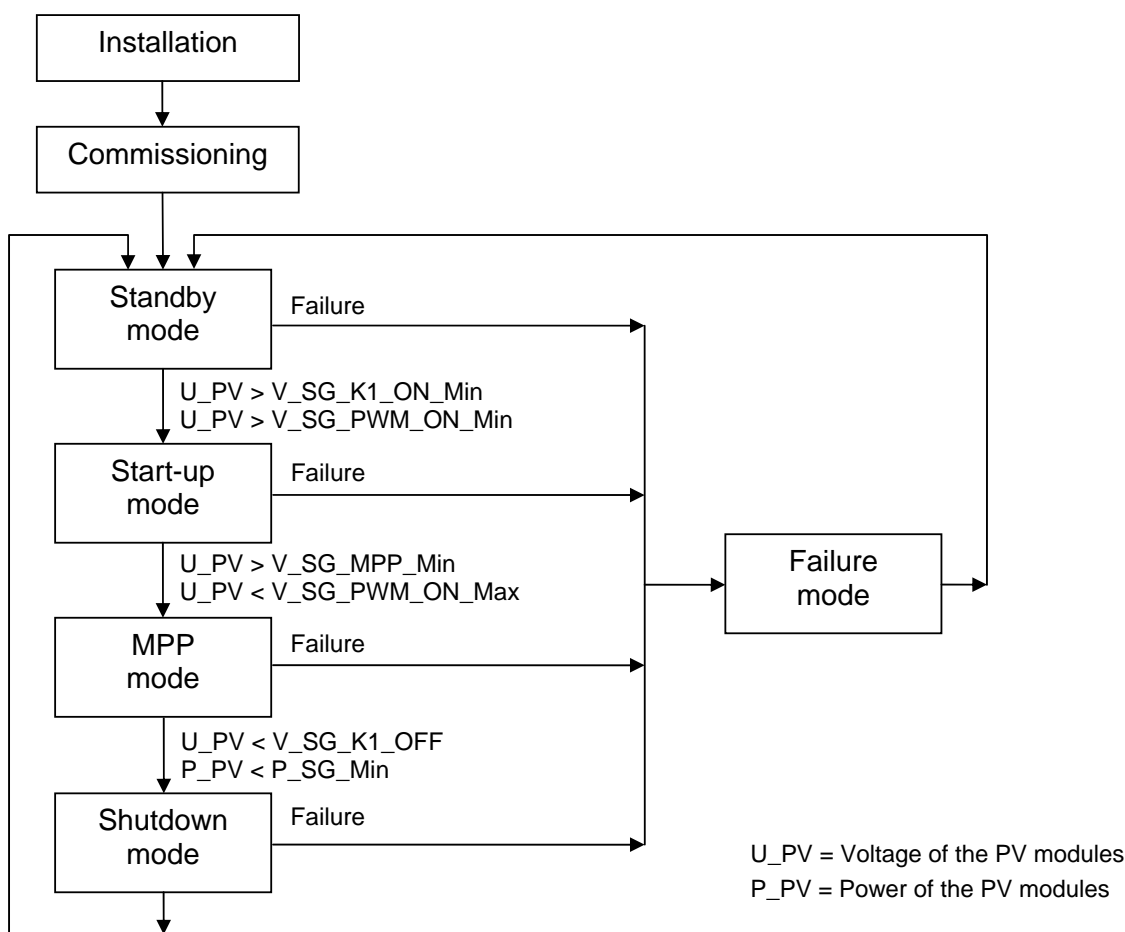 Installation
Commissioning
Standby
mode
Failure
U_PV > V_SG_K1_ON_Min
U_PV > V_SG_PWM_ON_Min
Start-up
mode
Failure
U_PV > V_SG_MPP_Min
U_PV < V_SG_PWM_ON_Max
Failure
mode
MPP
mode
Failure
U_PV < V_SG_K1_OFF
P_PV < P_SG_Min
Shutdown
mode
Failure
U_PV = Voltage of the PV modules
P_PV = Power of the PV modules